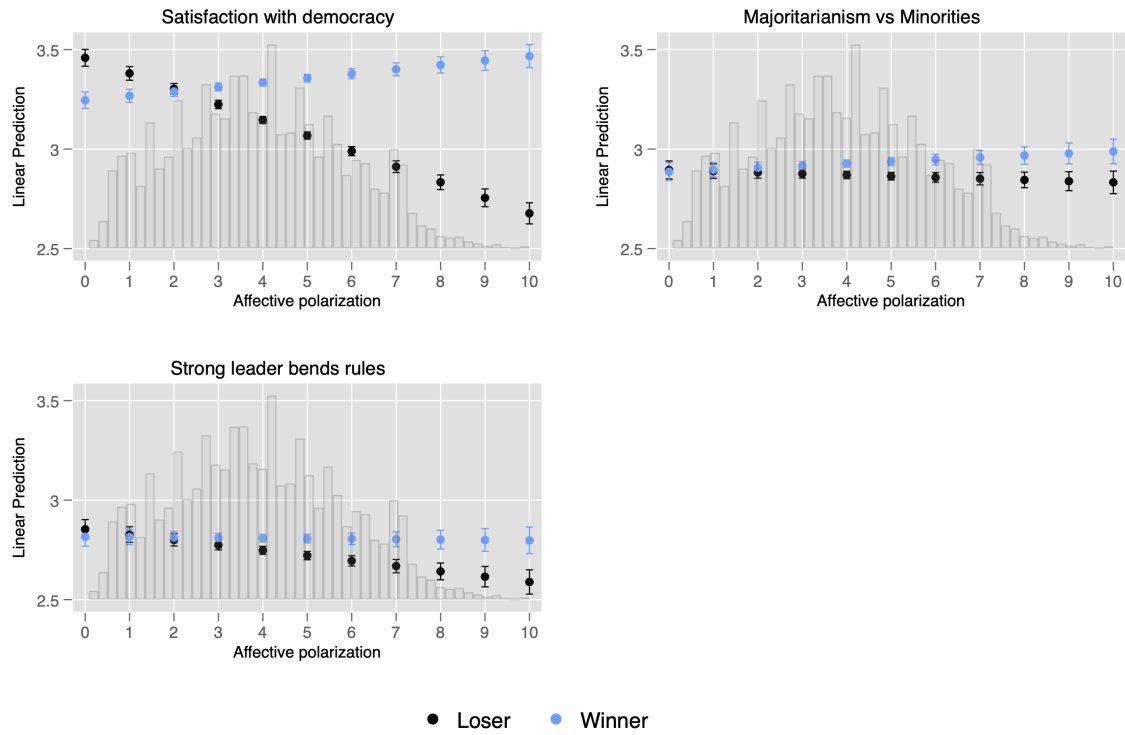 Satisfaction with democracy
3.5
3
2.5
Linear Prediction
0 1 2 3 4 5 6 7 8 9 10
Affective polarization
Majoritarianism vs Minorities
3.5
3
2.5
Linear Prediction
0 1 2 3 4 5 6 7 8 9 10
Affective polarization
Strong leader bends rules
3.5
3
2.5
Linear Prediction
0 1 2 3 4 5 6 7 8 9 10
Affective polarization
Loser Winner